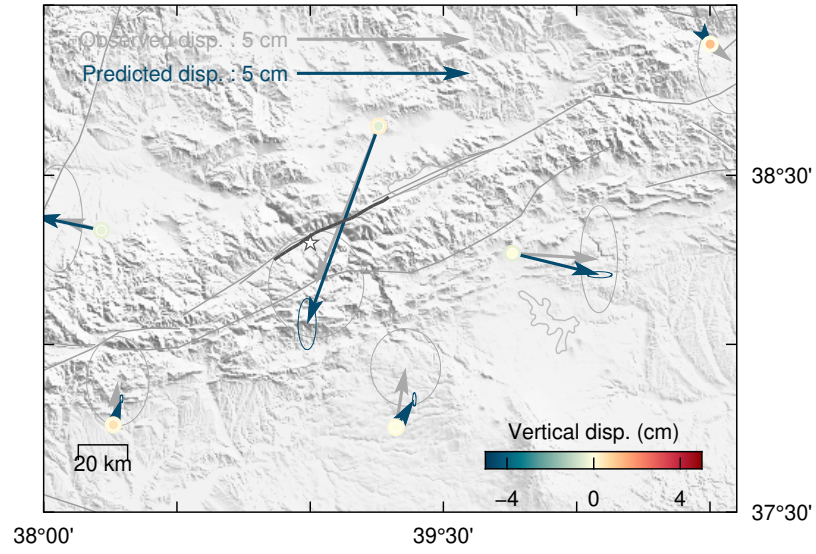 Observed disp. : 5 cm
Predicted disp. : 5 cm
38°30'
Vertical disp. (cm)
20 km
−4 0 4
37°30'
38°00' 39°30'